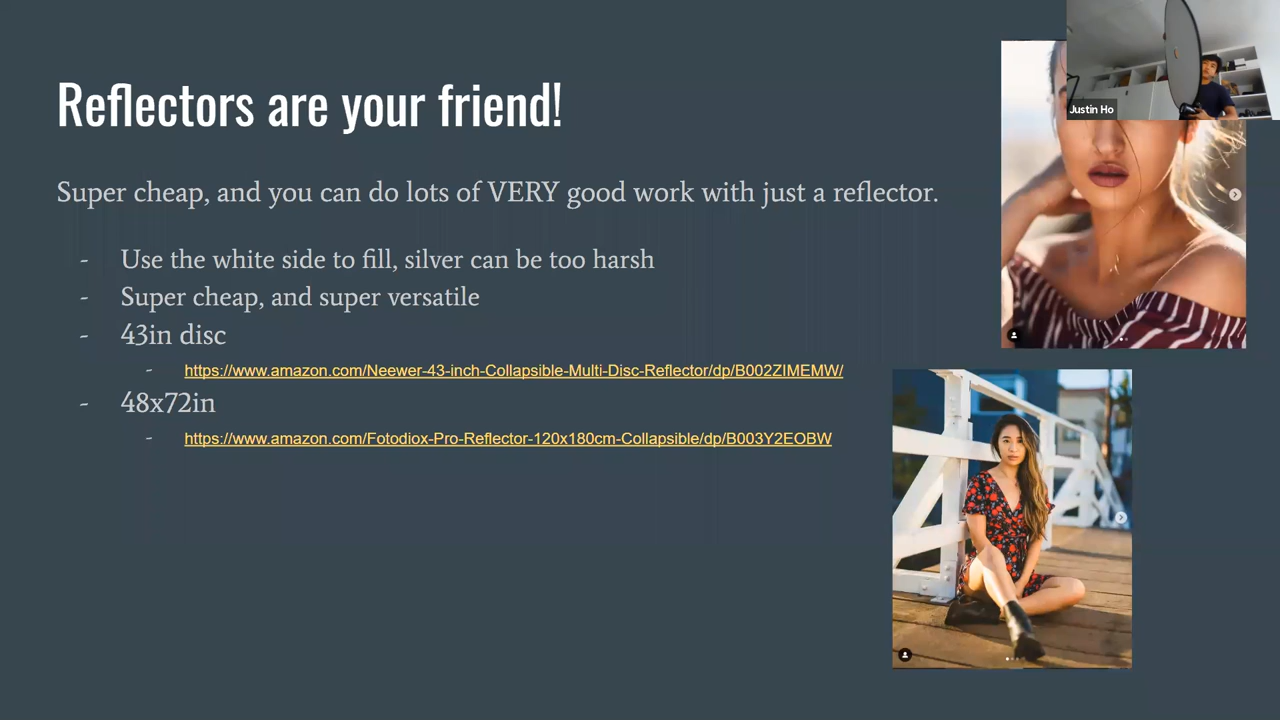 Reflectors are your friend!
Justin Ho
Super cheap, and you can do lots of VERY good work with just a reflector.
- Use the white side to fill, silver can be too harsh
- Super cheap, and super versatile
- 43in disc
- https://www.amazon.com/Neewer-43-inch-Collapsible-Multi-Disc-Reflector/dp/B002ZIMEMW/
- 48x72in
- https://www.amazon.com/Fotodiox-Pro-Reflector-120x180cm-Collapsible/dp/B003Y2EOBW